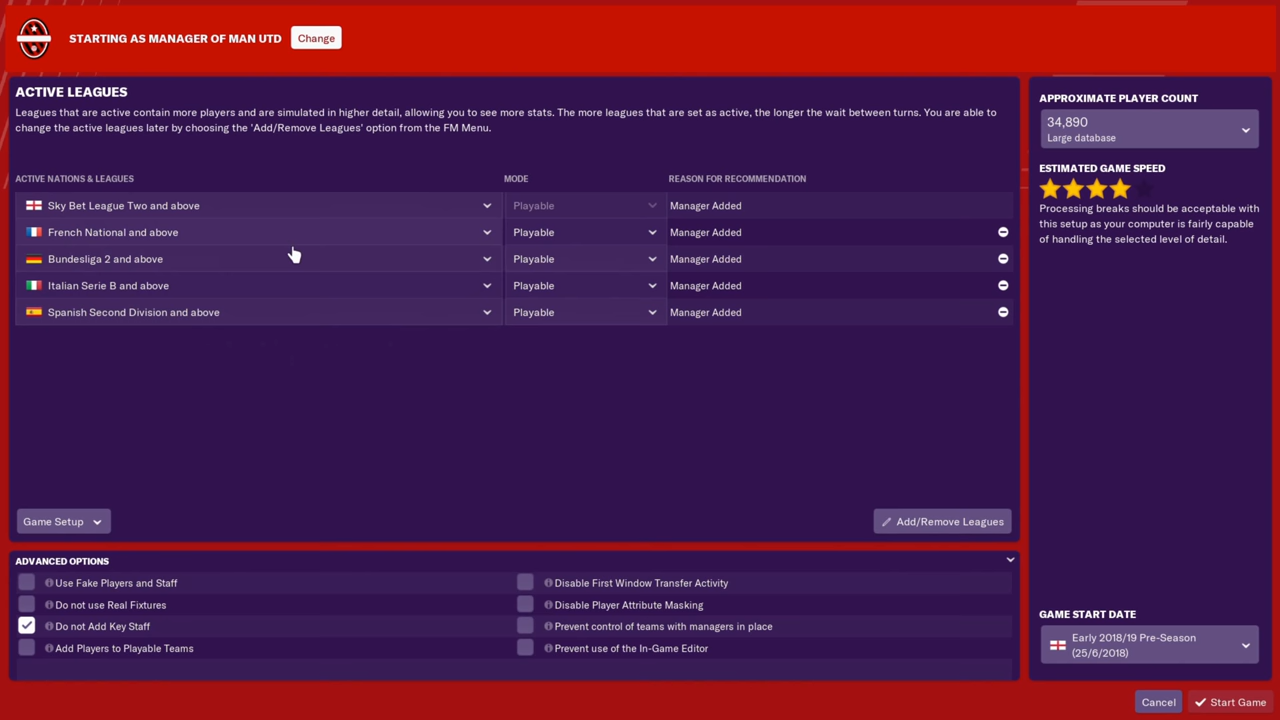 STARTING AS MANAGER OF MAN UTD
Change
ACTIVE LEAGUES
Leagues that are active contain more players and are simulated in higher detail, allowing you to see more stats. The more leagues that are set as active, the longer the wait between turns. You are able to
change the active leagues later by choosing the 'Add/Remove Leagues' option from the FM Menu.
ACTIVE NATIONS & LEAGUES MODE REASON FOR RECOMMENDATION
Sky Bet League Two and above Playable Manager Added
French National and above Playable Manager Added
Bundesliga 2 and above Playable Manager Added
Italian Serie B and above Playable Manager Added
Spanish Second Division and above Playable Manager Added
Game Setup
Add/Remove Leagues
ADVANCED OPTIONS
Use Fake Players and Staff
Do not use Real Fixtures
Do not Add Key Staff
Add Players to Playable Teams
Disable First Window Transfer Activity
Disable Player Attribute Masking
Prevent control of teams with managers in place
Prevent use of the In-Game Editor
APPROXIMATE PLAYER COUNT
34,890
Large database
ESTIMATED GAME SPEED
Processing breaks should be acceptable with
this setup as your computer is fairly capable
of handling the selected level of detail.
GAME START DATE
Early 2018/19 Pre-Season
(25/6/2018)
Cancel
Start Game